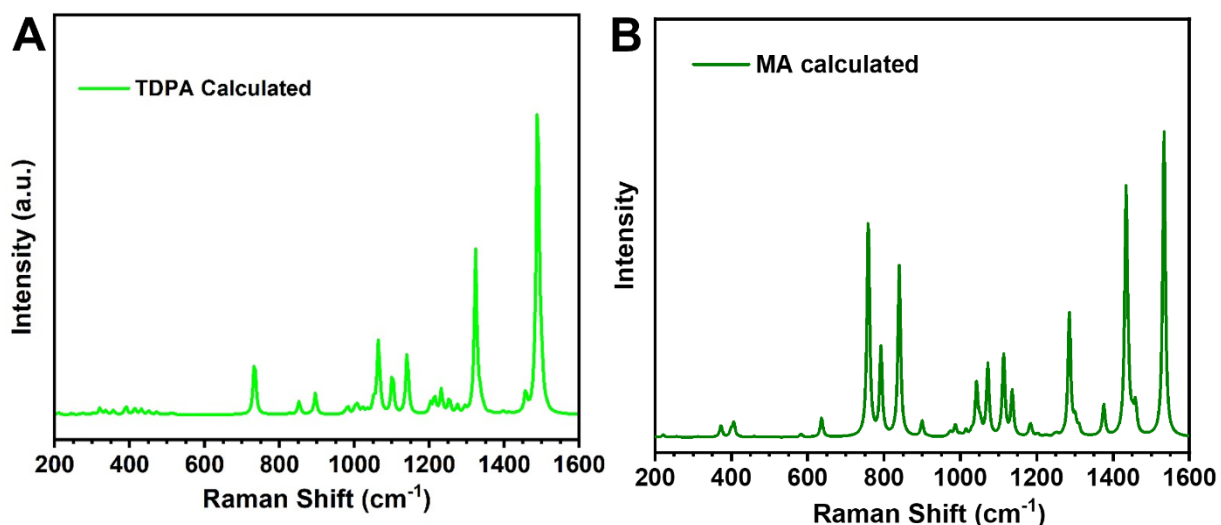 A
TDPA Calculated
Intensity (a.u.)
200 400 600 800 1000 1200 1400 1600
Raman Shift (cm-1)
B
MA calculated
Intensity
200 400 600 800 1000 1200 1400 1600
Raman Shift (cm-1)